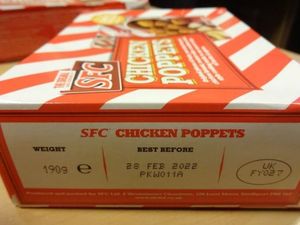 SFC
CHICKEN
POPPETS
SFC CHICKEN POPPETS
WEIGHT
BEST BEFORE
190g e
28 FEB 2022
PKW011A
UK
FY027